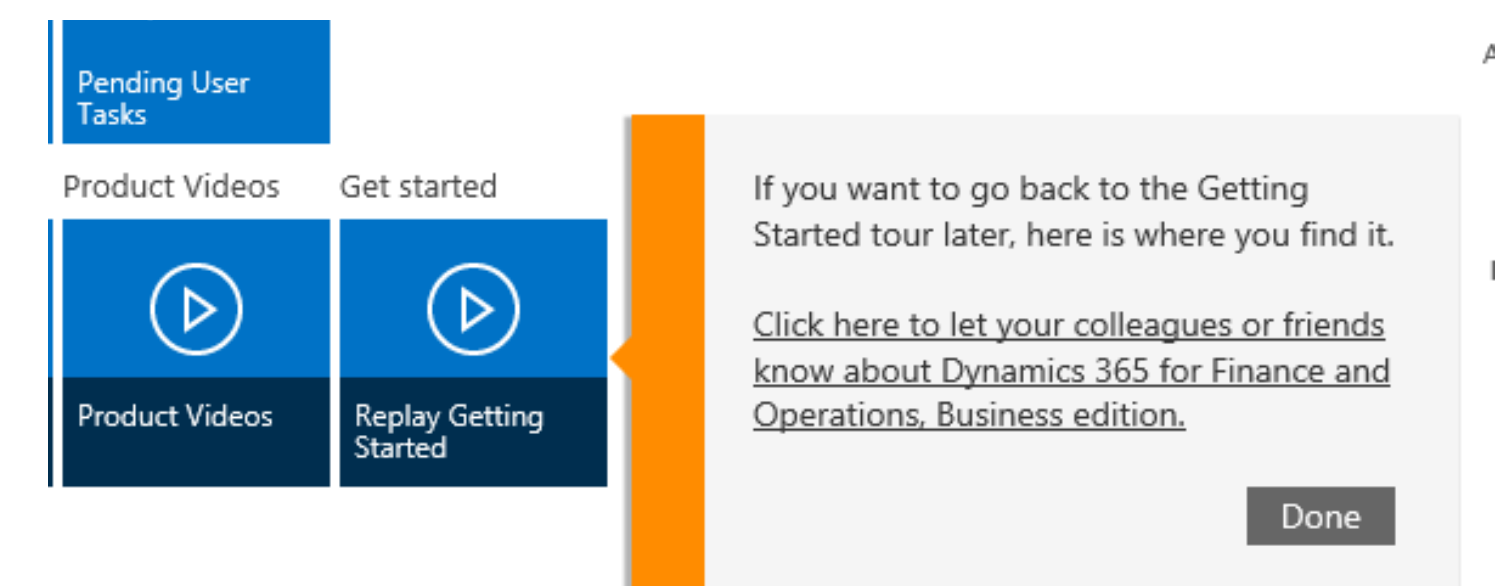 Pending User
Tasks
Product Videos
Get started
Product Videos
Replay Getting
Started
If you want to go back to the Getting
Started tour later, here is where you find it.
Click here to let your colleagues or friends
know about Dynamics 365 for Finance and
Operations, Business edition.
Done